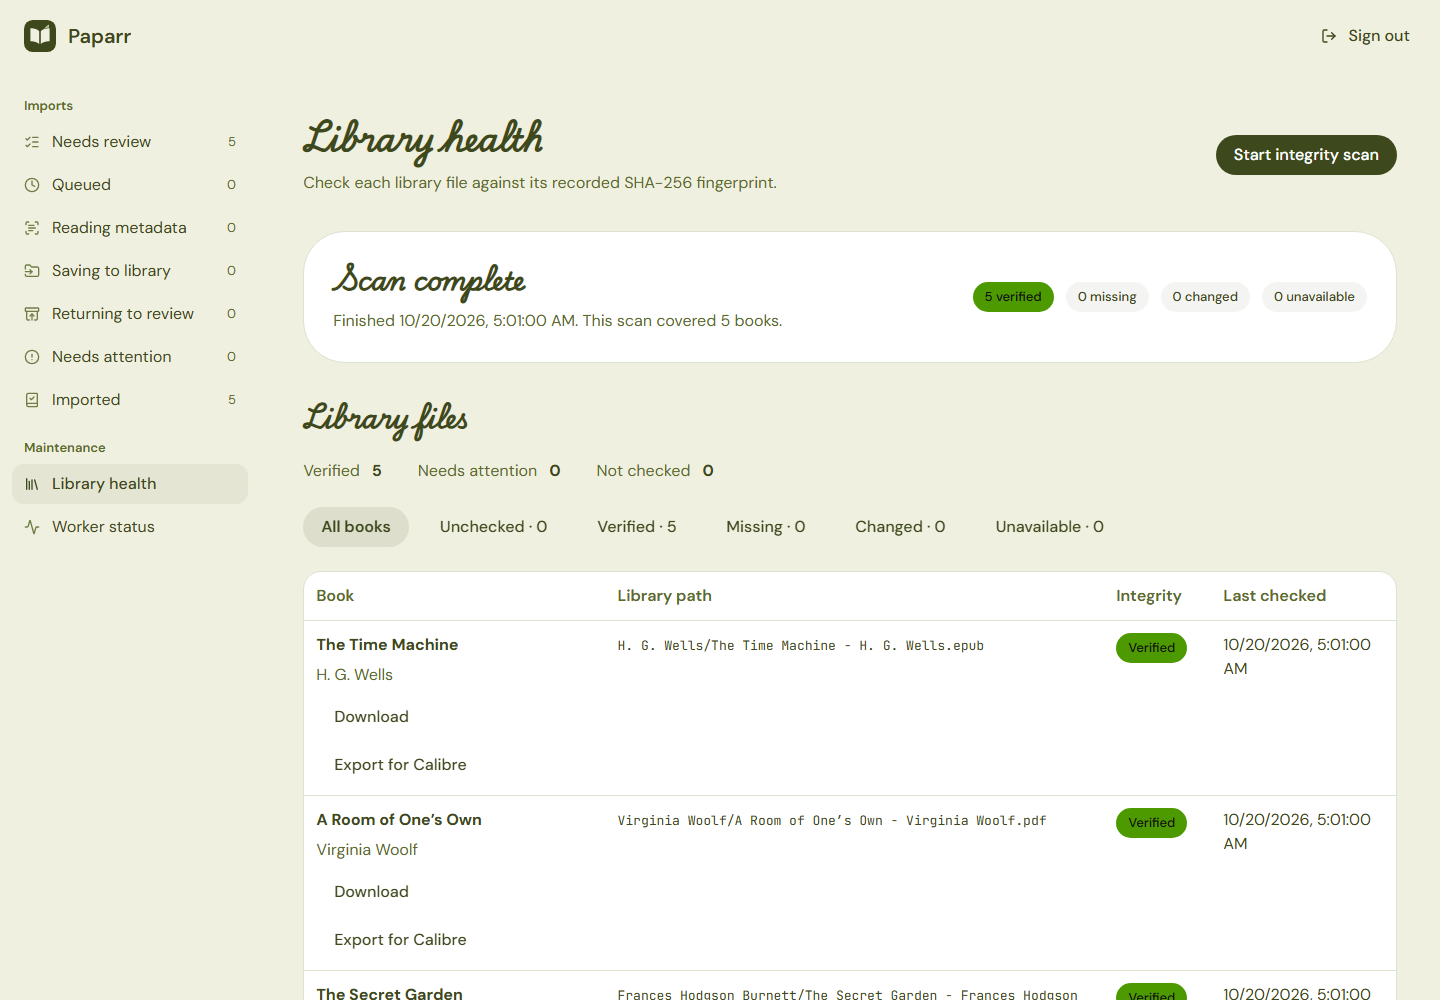 Paparr
Sign out
Imports
Needs review 5
Queued 0
Reading metadata 0
Saving to library 0
Returning to review 0
Needs attention 0
Imported 5
Maintenance
Library health
Worker status
Library health
Check each library file against its recorded SHA-256 fingerprint.
Start integrity scan
Scan complete
Finished 10/20/2026, 5:01:00 AM. This scan covered 5 books.
5 verified 0 missing 0 changed 0 unavailable
Library files
Verified 5 Needs attention 0 Not checked 0
All books Unchecked · 0 Verified · 5 Missing · 0 Changed · 0 Unavailable · 0
Book Library path Integrity Last checked
The Time Machine H. G. Wells/The Time Machine - H. G. Wells.epub Verified 10/20/2026, 5:01:00
AM
H. G. Wells
Download
Export for Calibre
A Room of One’s Own Virginia Woolf/A Room of One’s Own - Virginia Woolf.pdf Verified 10/20/2026, 5:01:00
AM
Virginia Woolf
Download
Export for Calibre
The Secret Garden Frances Hodgson Burnett/The Secret Garden - Frances Hodgson Verified 10/20/2026, 5:01:00